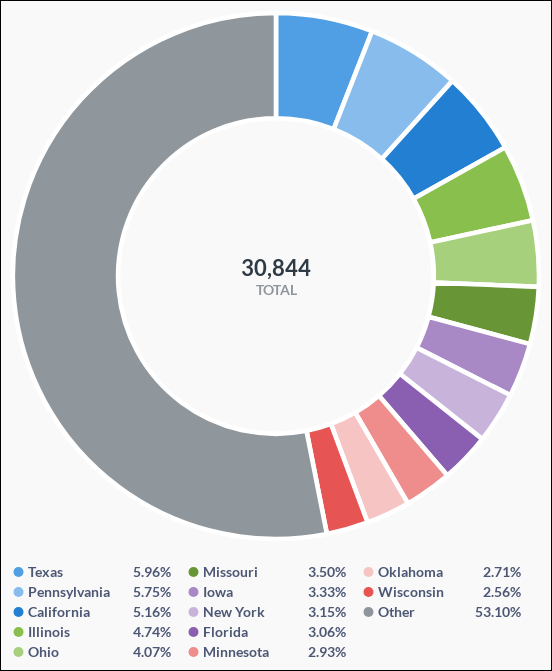 30,844
TOTAL
Texas 5.96%
Pennsylvania 5.75%
California 5.16%
Illinois 4.74%
Ohio 4.07%
Missouri 3.50%
Iowa 3.33%
New York 3.15%
Florida 3.06%
Minnesota 2.93%
Oklahoma 2.71%
Wisconsin 2.56%
Other 53.10%